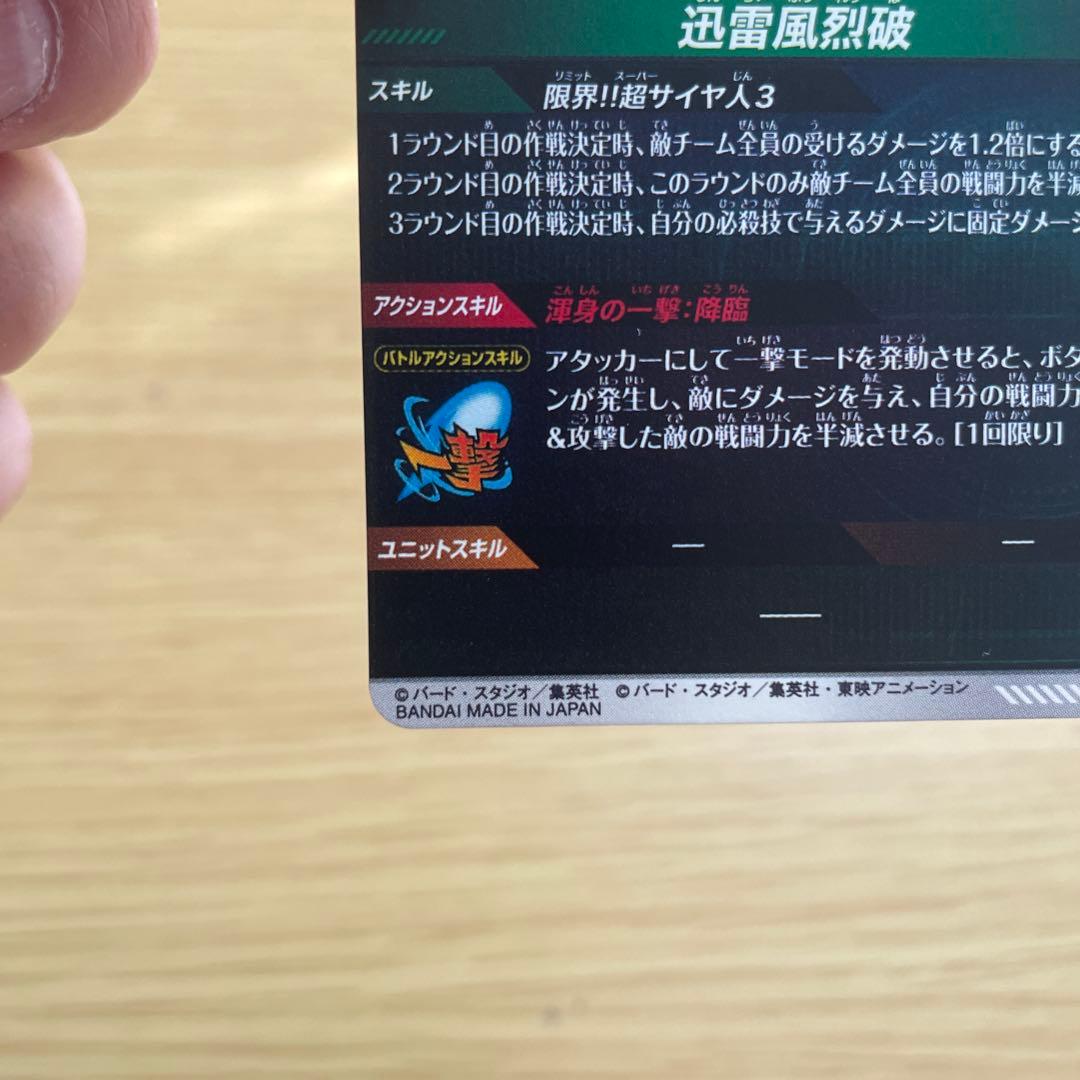 迅雷風烈破
スキル 限界!!超サイヤ人3
1ラウンド目の作戦決定時、敵チーム全員の受けるダメージを1.2倍にする
2ラウンド目の作戦決定時、このラウンドのみ敵チーム全員の戦闘力を半減
3ラウンド目の作戦決定時、自分の必殺技で与えるダメージに固定ダメージ
アクションスキル 渾身の一撃:降臨
バトルアクションスキル
アタッカーにして一撃モードを発動させると、ボタ
ンが発生し、敵にダメージを与え、自分の戦闘力
&攻撃した敵の戦闘力を半減させる。[1回限り]
一撃
ユニットスキル — —
—
©バード・スタジオ/集英社 ©バード・スタジオ/集英社・東映アニメーション
BANDAI MADE IN JAPAN